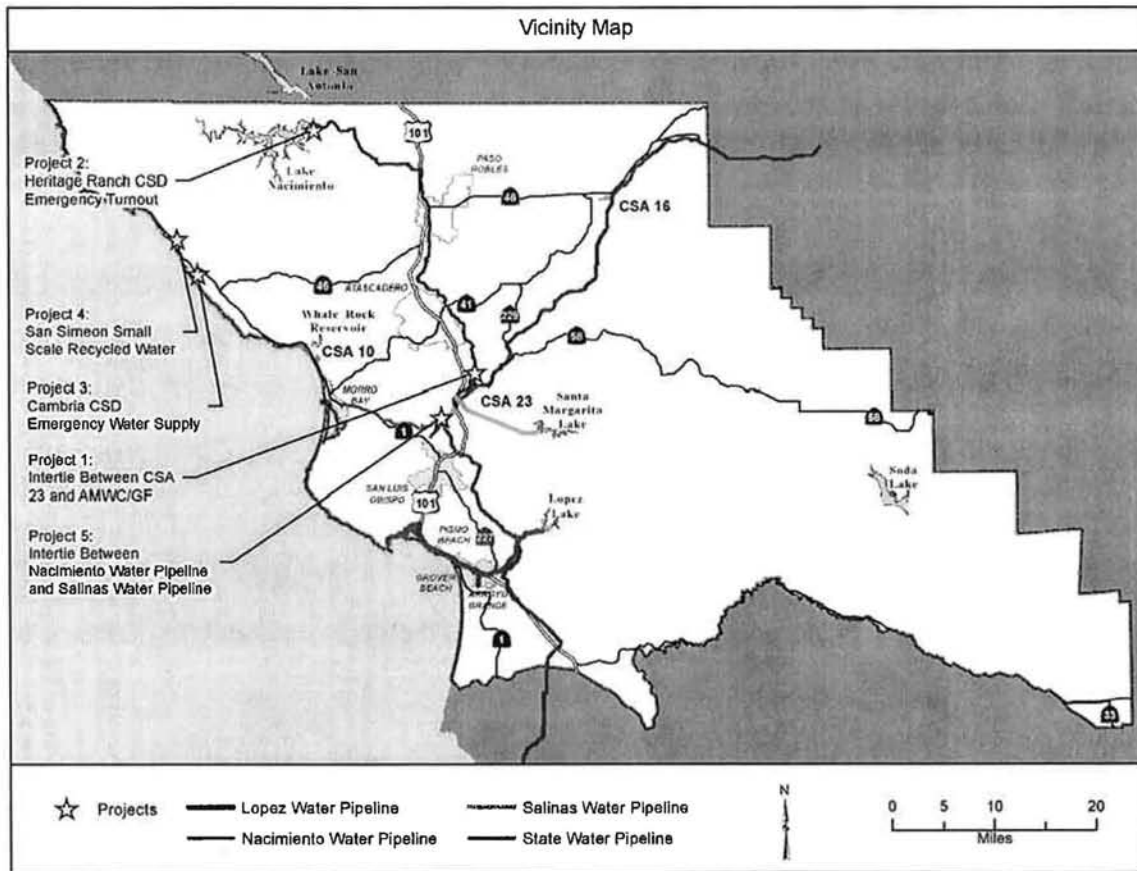 Vicinity Map
Lake San
Antonio
101
PASO
ROBLES
Lake
Nacimiento
46
CSA 16
Project 2:
Heritage Ranch CSD
Emergency Turnout
46
ATASCADERO
41
229
Whale Rock
Reservoir
58
Project 4:
San Simeon Small
Scale Recycled Water
CSA 10
Project 3:
Cambria CSD
Emergency Water Supply
MORRO
BAY
CSA 23
Santa
Margarita
Lake
58
1
Project 1:
Intertie Between CSA
23 and AMWC/GF
Soda
Lake
SAN LUIS
OBISPO
101
Lopez
Lake
Project 5:
Intertie Between
Nacimiento Water Pipeline
and Salinas Water Pipeline
PISMO
BEACH
227
GROVER
BEACH
ARROYO
GRANDE
1
33
Projects
Lopez Water Pipeline
Salinas Water Pipeline
Nacimiento Water Pipeline
State Water Pipeline
N
0 5 10 20
Miles